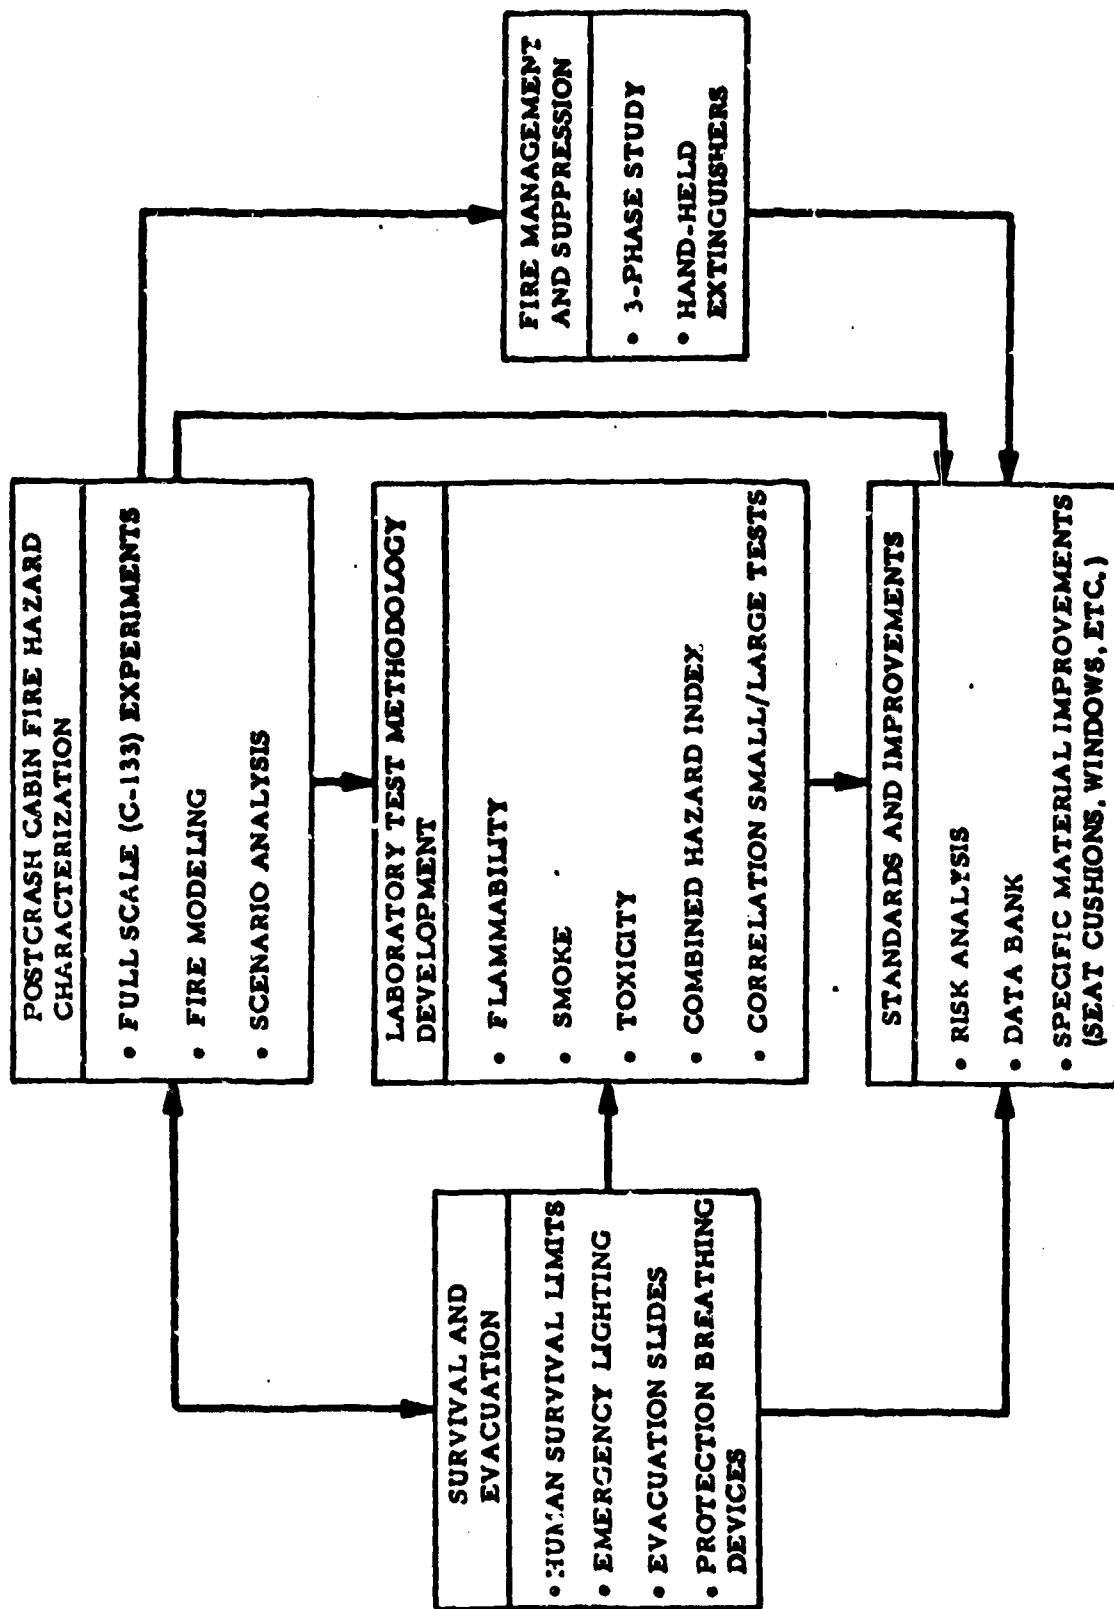 POSTCRASH CABIN FIRE HAZARD
CHARACTERIZATION
• FULL SCALE (C-133) EXPERIMENTS
• FIRE MODELING
• SCENARIO ANALYSIS
SURVIVAL AND
EVACUATION
• HUMAN SURVIVAL LIMITS
• EMERGENCY LIGHTING
• EVACUATION SLIDES
• PROTECTION BREATHING
DEVICES
LABORATORY TEST METHODOLOGY
DEVELOPMENT
• FLAMMABILITY
• SMOKE
• TOXICITY
• COMBINED HAZARD INDEX
• CORRELATION SMALL/LARGE TESTS
FIRE MANAGEMENT
AND SUPPRESSION
• 3-PHASE STUDY
• HAND-HELD
EXTINGUISHERS
STANDARDS AND IMPROVEMENTS
• RISK ANALYSIS
• DATA BANK
• SPECIFIC MATERIAL IMPROVEMENTS
(SEAT CUSHIONS, WINDOWS, ETC.)